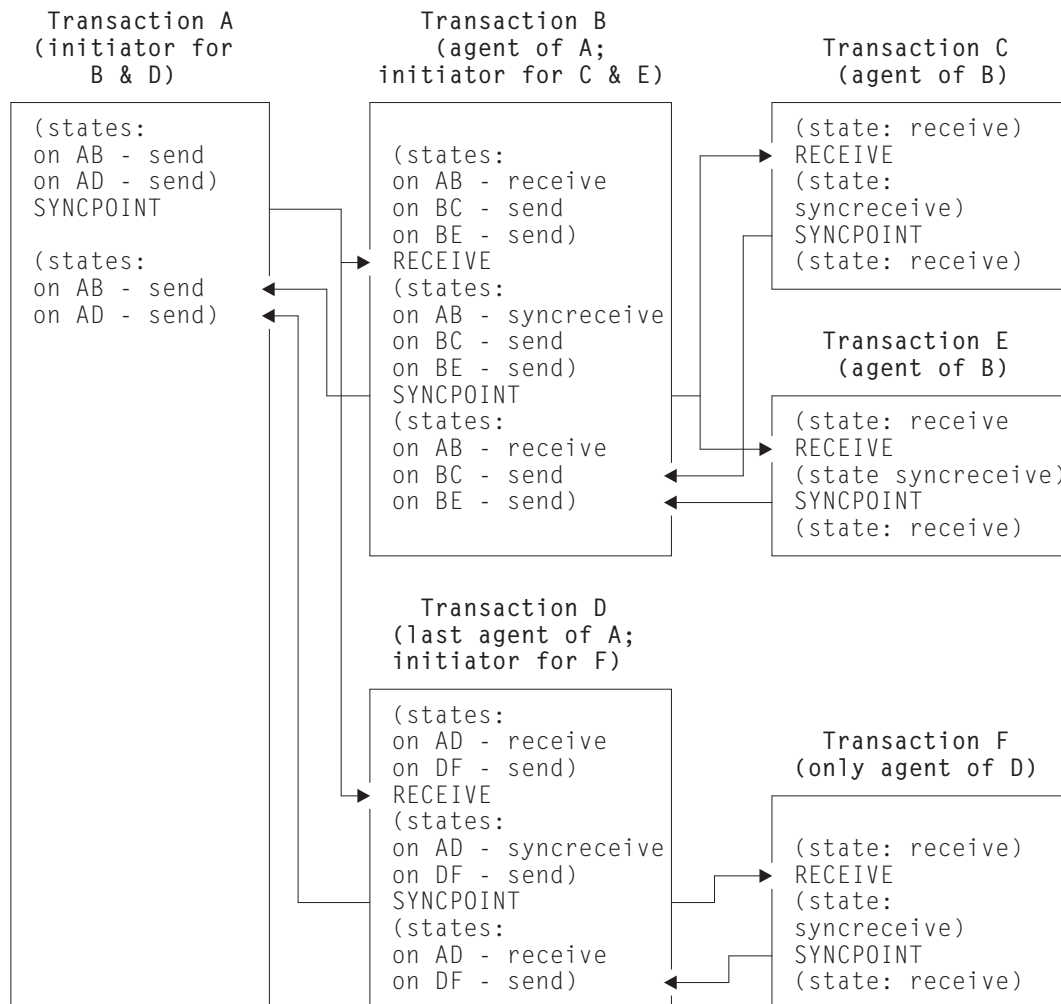 Transaction A
(initiator for
B & D)
(states:
on AB - send
on AD - send)
SYNCPOINT
(states:
on AB - send
on AD - send)
Transaction B
(agent of A;
initiator for C & E)
(states:
on AB - receive
on BC - send
on BE - send)
RECEIVE
(states:
on AB - syncreceive
on BC - send
on BE - send)
SYNCPOINT
(states:
on AB - receive
on BC - send
on BE - send)
Transaction C
(agent of B)
(state: receive)
RECEIVE
(state:
syncreceive)
SYNCPOINT
(state: receive)
Transaction E
(agent of B)
(state: receive
RECEIVE
(state syncreceive)
SYNCPOINT
(state: receive)
Transaction D
(last agent of A;
initiator for F)
(states:
on AD - receive
on DF - send)
RECEIVE
(states:
on AD - syncreceive
on DF - send)
SYNCPOINT
(states:
on AD - receive
on DF - send)
Transaction F
(only agent of D)
(state: receive)
RECEIVE
(state:
syncreceive)
SYNCPOINT
(state: receive)